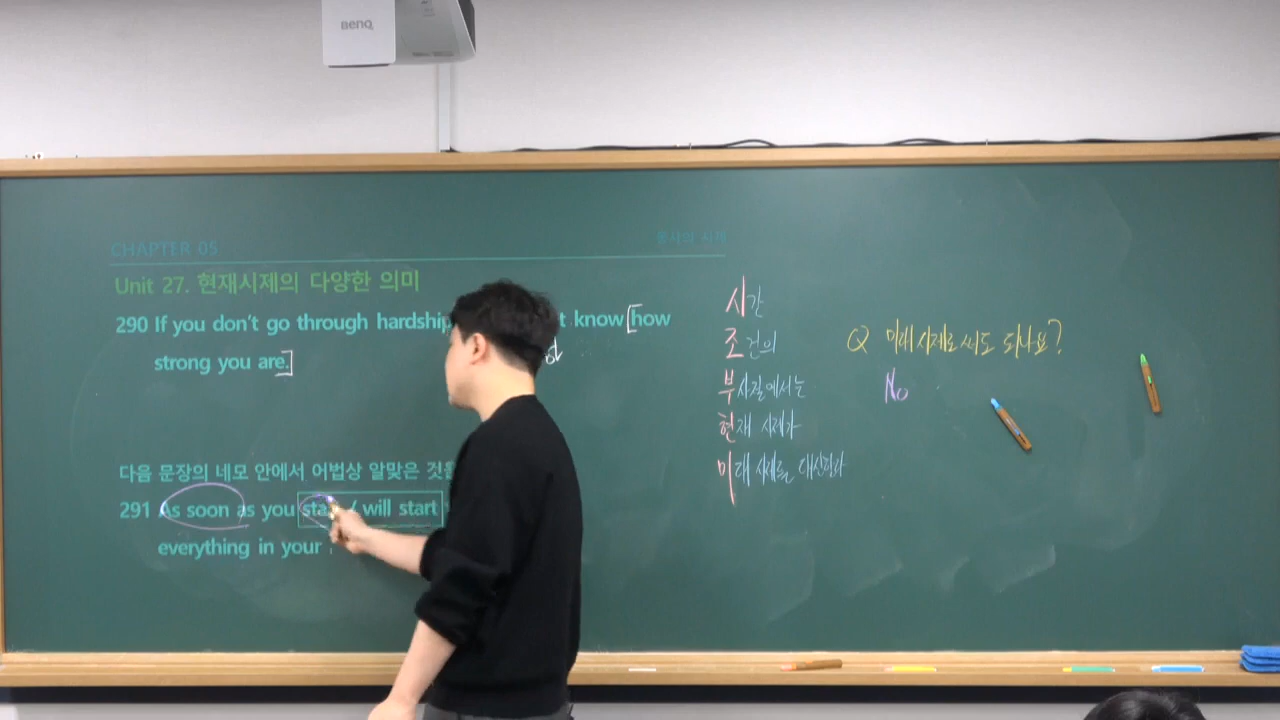 BenQ
CHAPTER 05
동사의 시제
Unit 27. 현재시제의 다양한 의미
290 If you don't go through hardship t know [how
strong you are.]
다음 문장의 네모 안에서 어법상 알맞은 것을
291 As soon as you start / will start
everything in your
시간
조건의
부사절에서는
현재 시제가
미래 시제를 대신한다
Q 미래시제로 써도 되나요?
No